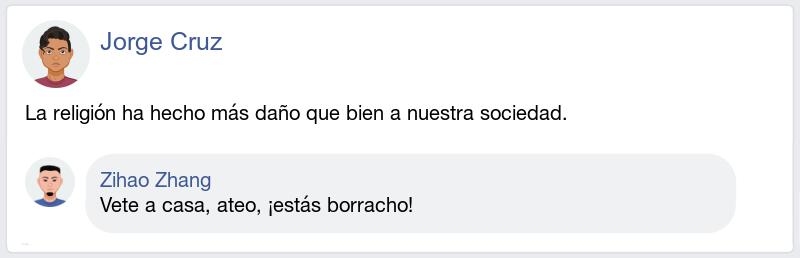 Jorge Cruz
La religión ha hecho más daño que bien a nuestra sociedad.
Zihao Zhang
Vete a casa, ateo, ¡estás borracho!